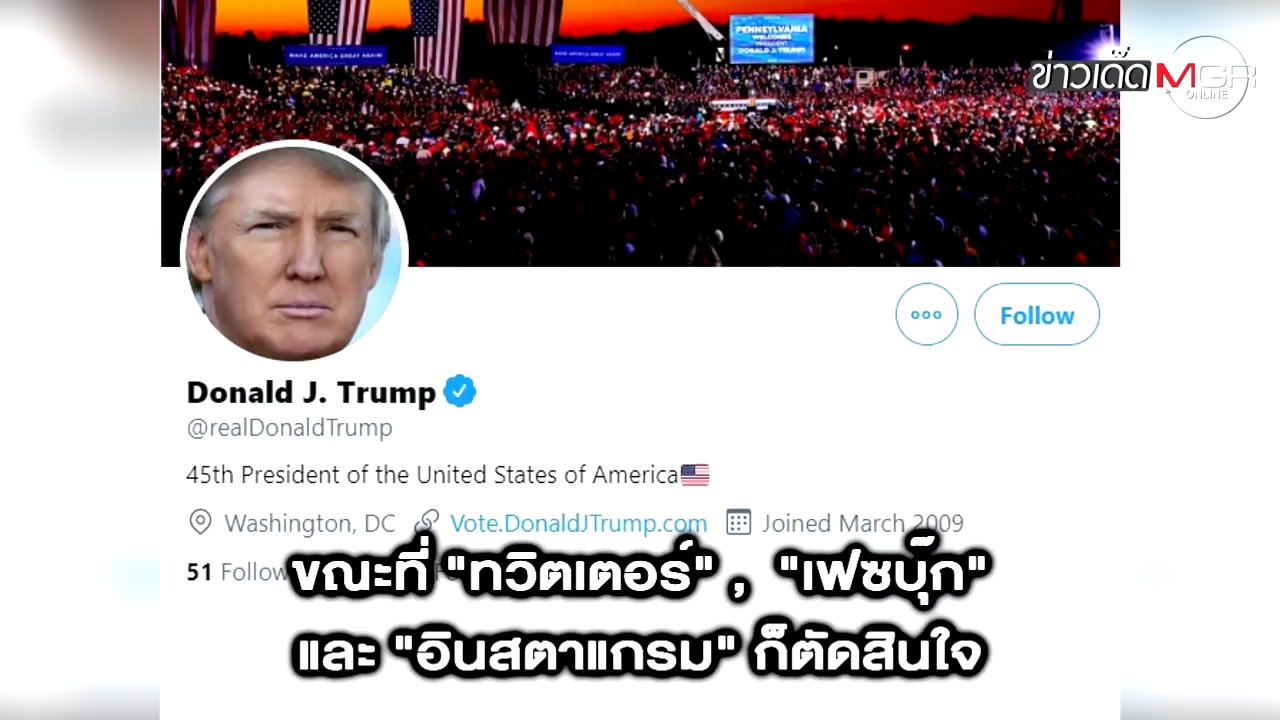 PENNSYLVANIA
WELCOMES
PRESIDENT
DONALD J. TRUMP
MAKE AMERICA GREAT AGAIN!
ข่าวเด็ด MGR
ONLINE
Follow
Donald J. Trump
@realDonaldTrump
45th President of the United States of America
Washington, DC Vote.DonaldJTrump.com Joined March 2009
51 Follow
ขณะที่ "ทวิตเตอร์" , "เฟซบุ๊ก"
และ "อินสตาแกรม" ก็ตัดสินใจ